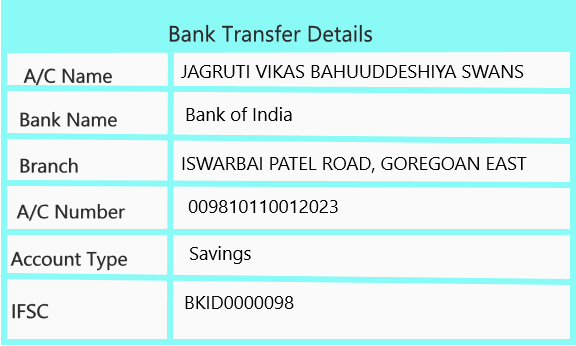 Bank Transfer Details
A/C Name JAGRUTI VIKAS BAHUUDDESHIYA SWANS
Bank Name Bank of India
Branch ISWARBAI PATEL ROAD, GOREGOAN EAST
A/C Number 009810110012023
Account Type Savings
IFSC BKID0000098